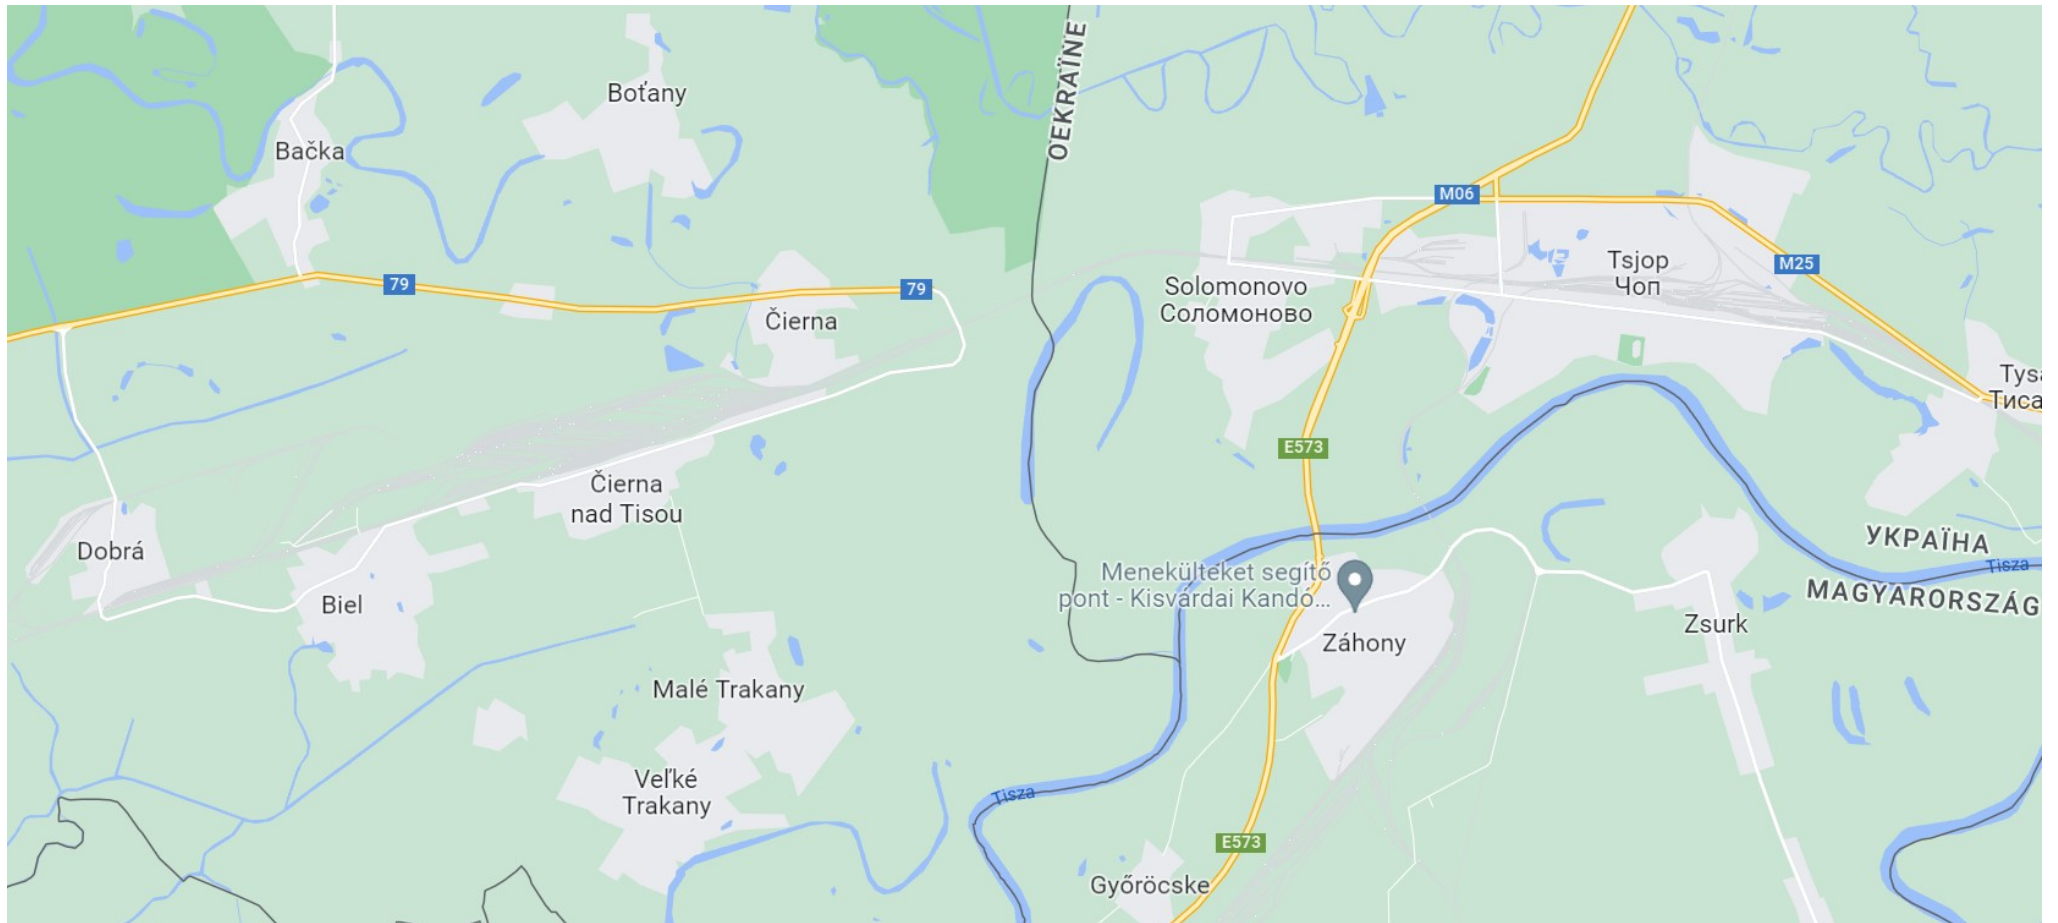 OEKRAÏNE
Boťany
Bačka
M06
Tsjop
Чоп
M25
79
79
Solomonovo
Соломоново
Čierna
Tysa
Тиса
E573
Čierna
nad Tisou
Dobrá
УКРАЇНА
Tisza
Menekülteket segítő
pont - Kisvárdai Kandó...
MAGYARORSZÁG
Biel
Zsurk
Záhony
Malé Trakany
Veľké
Trakany
Tisza
E573
Győröcske